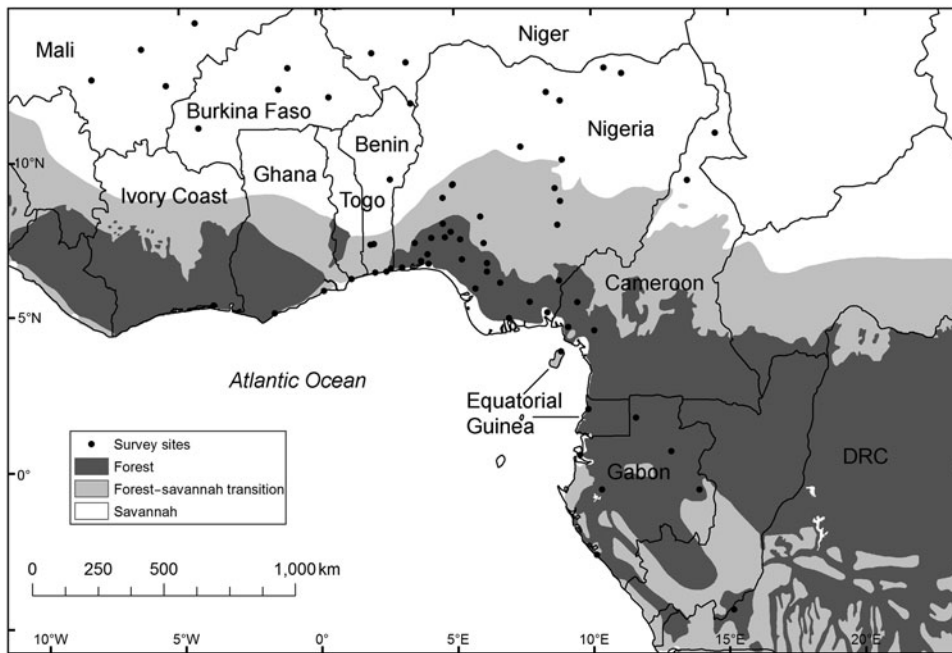 Mali
Niger
Burkina Faso
Nigeria
Benin
10°N
Ghana
Ivory Coast
Togo
Cameroon
5°N
Atlantic Ocean
Equatorial
Guinea
DRC
Gabon
0°
Survey sites
Forest
Forest–savannah transition
Savannah
0 250 500 1,000 km
10°W 5°W 0° 5°E 10°E 15°E 20°E